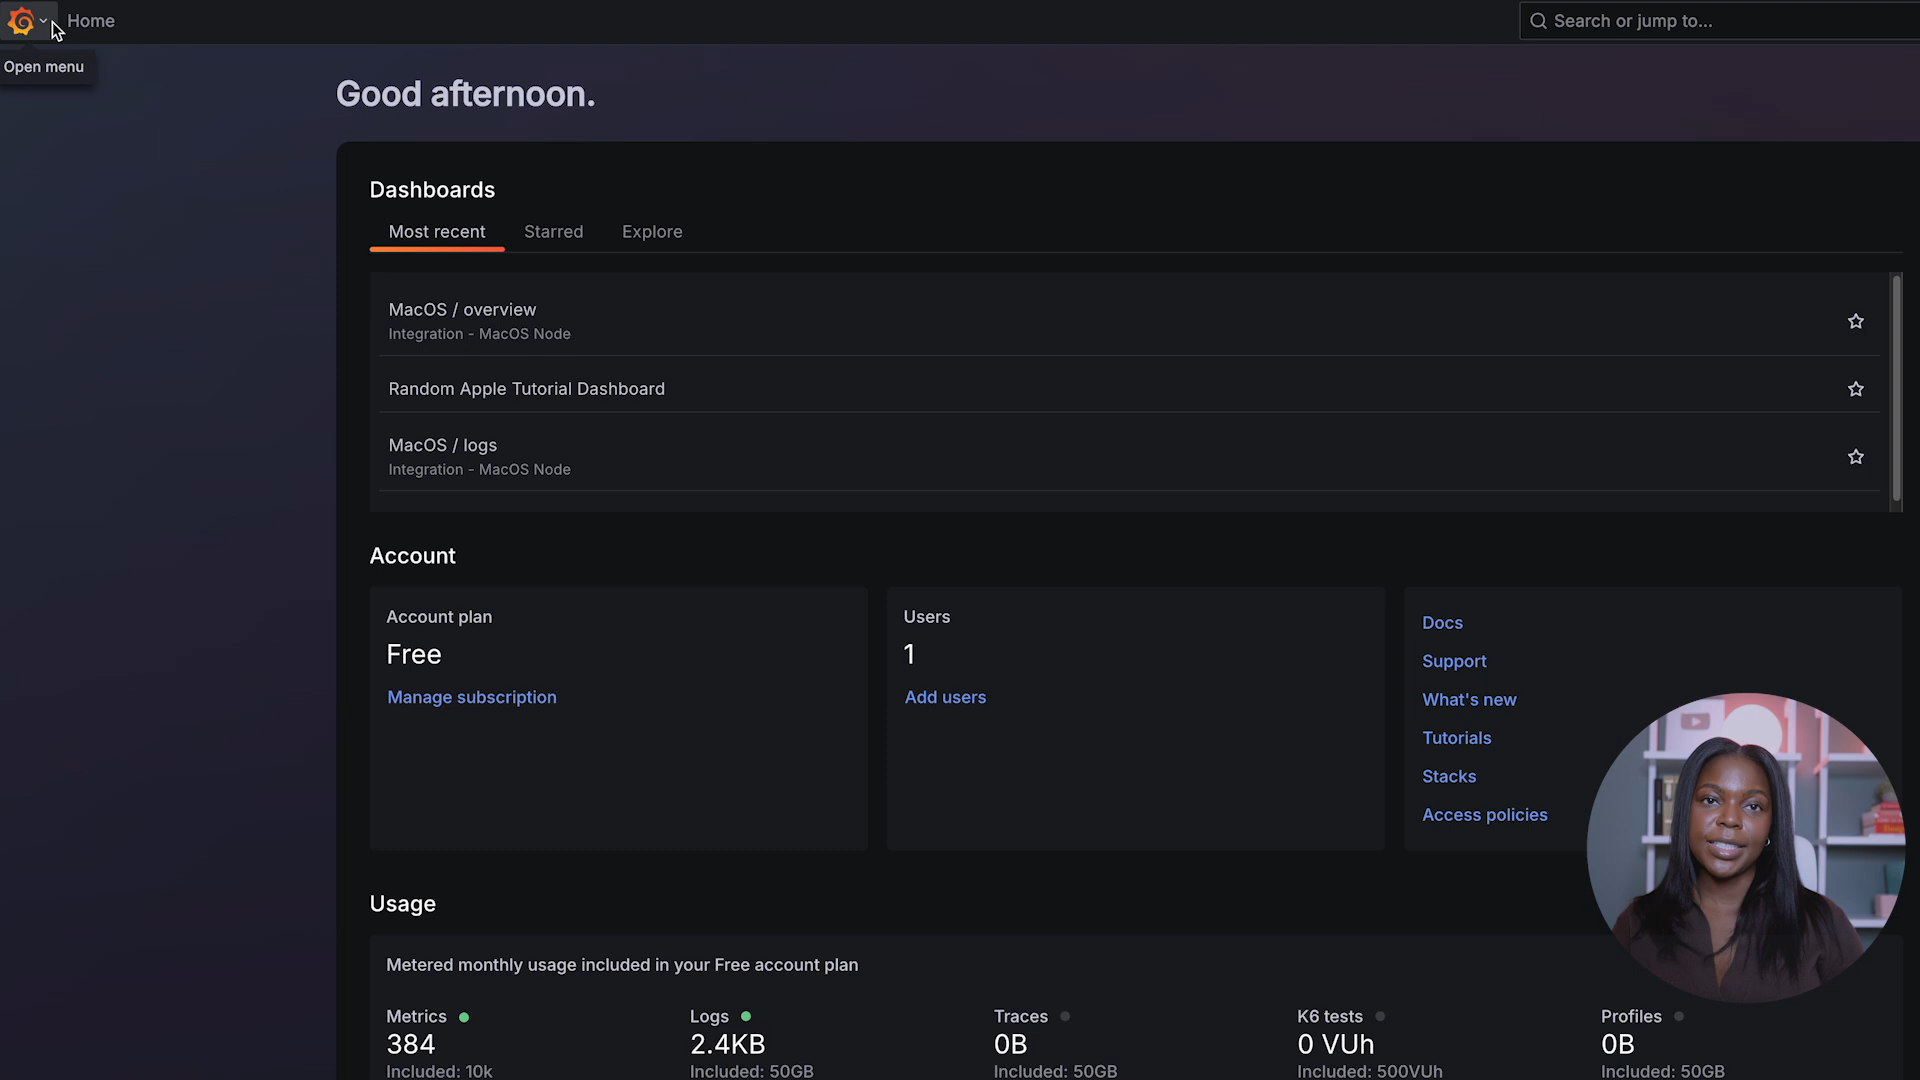 Home
Search or jump to...
Open menu
Good afternoon.
Dashboards
Most recent
Starred
Explore
MacOS / overview
Integration - MacOS Node
Random Apple Tutorial Dashboard
MacOS / logs
Integration - MacOS Node
Account
Account plan
Free
Manage subscription
Users
1
Add users
Docs
Support
What's new
Tutorials
Stacks
Access policies
Usage
Metered monthly usage included in your Free account plan
Metrics
384
Included: 10k
Logs
2.4KB
Included: 50GB
Traces
0B
Included: 50GB
K6 tests
0 VUh
Included: 500VUh
Profiles
0B
Included: 50GB